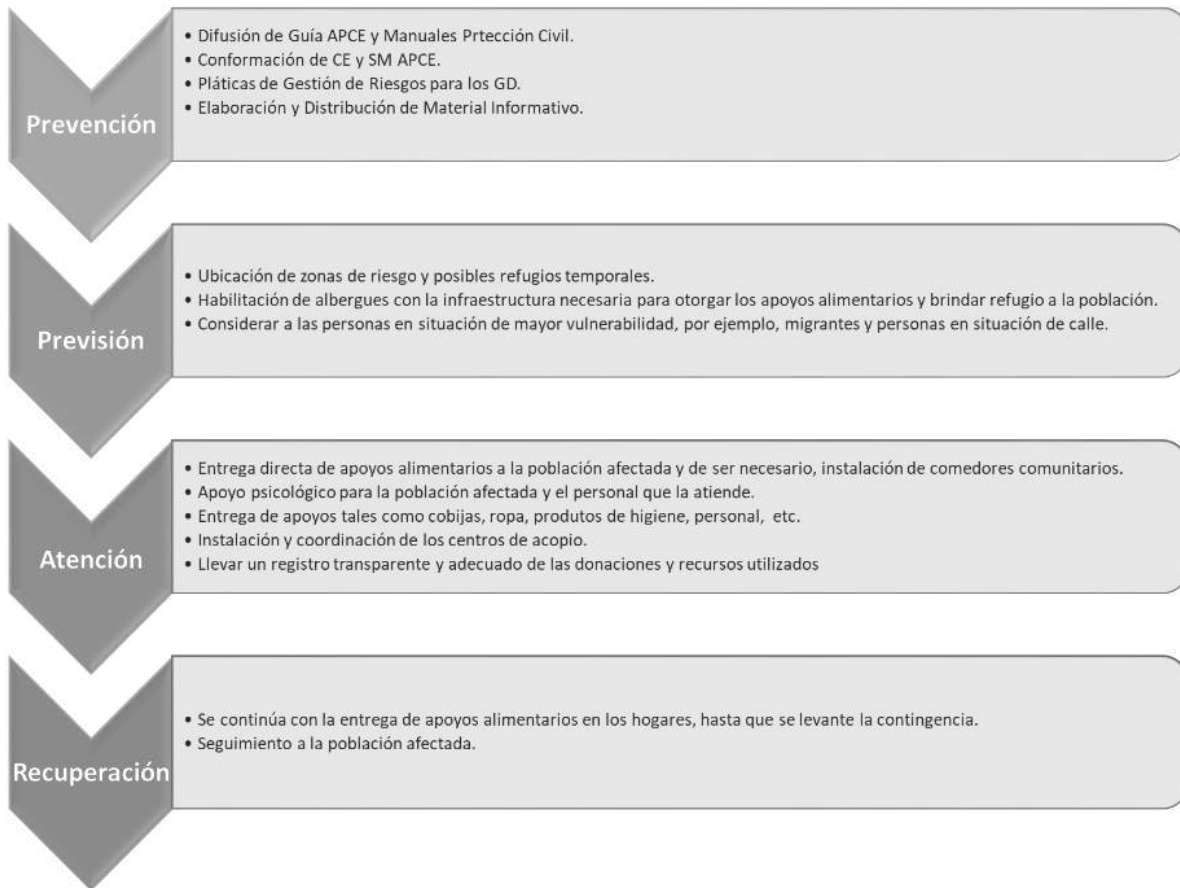 Prevención
• Difusión de Guía APCE y Manuales Prtección Civil.
• Conformación de CE y SM APCE.
• Pláticas de Gestión de Riesgos para los GD.
• Elaboración y Distribución de Material Informativo.
Previsión
• Ubicación de zonas de riesgo y posibles refugios temporales.
• Habilitación de albergues con la infraestructura necesaria para otorgar los apoyos alimentarios y brindar refugio a la población.
• Considerar a las personas en situación de mayor vulnerabilidad, por ejemplo, migrantes y personas en situación de calle.
Atención
• Entrega directa de apoyos alimentarios a la población afectada y de ser necesario, instalación de comedores comunitarios.
• Apoyo psicológico para la población afectada y el personal que la atiende.
• Entrega de apoyos tales como cobijas, ropa, produtos de higiene, personal, etc.
• Instalación y coordinación de los centros de acopio.
• Llevar un registro transparente y adecuado de las donaciones y recursos utilizados
Recuperación
• Se continúa con la entrega de apoyos alimentarios en los hogares, hasta que se levante la contingencia.
• Seguimiento a la población afectada.